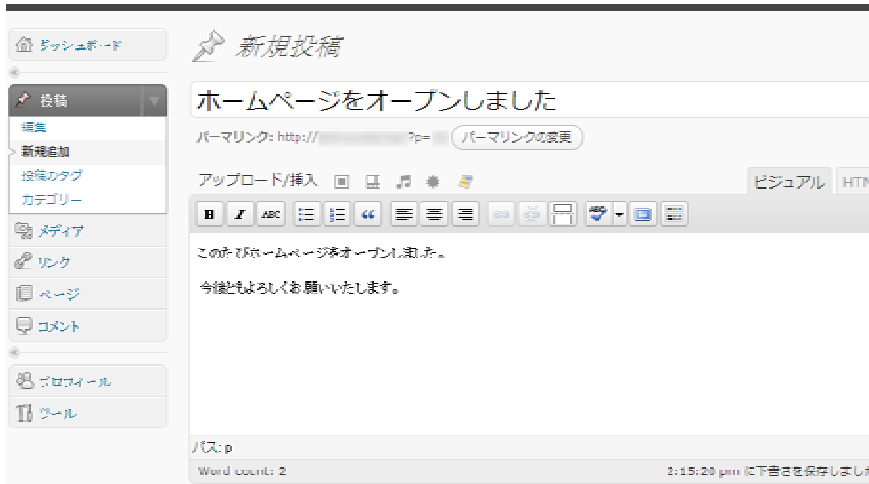 ダッシュボード
投稿
編集
新規追加
投稿のタグ
カテゴリー
メディア
リンク
ページ
コメント
プロフィール
ツール
新規投稿
ホームページをオープンしました
パーマリンク: http:// ?p= パーマリンクの変更
アップロード/挿入
ビジュアル HTM
B I ABC
このたびホームページをオープンしました。
今後ともよろしくお願いいたします。
パス: p
Word count: 2
2:15:20 pm に下書きを保存しました